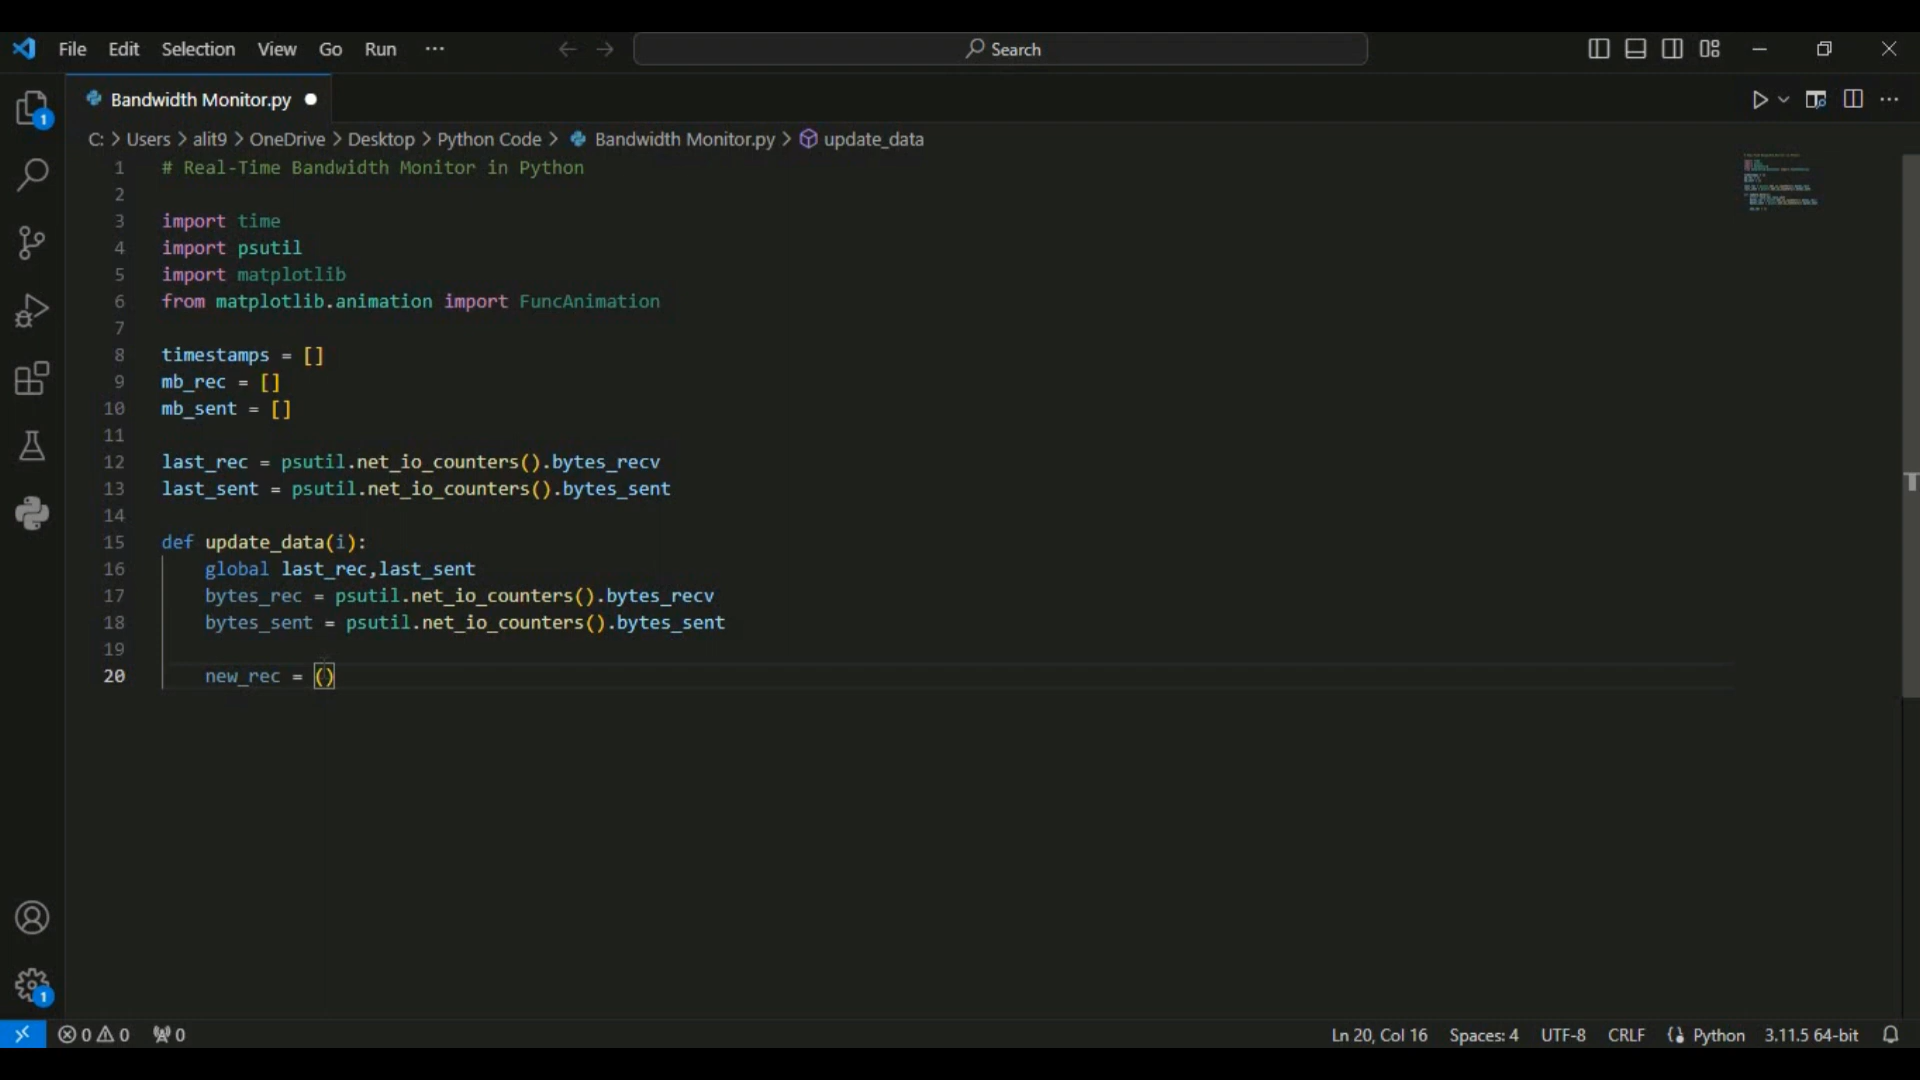 File Edit Selection View Go Run ··· Search
Bandwidth Monitor.py
C: > Users > alit9 > OneDrive > Desktop > Python Code > Bandwidth Monitor.py > update_data
1 # Real-Time Bandwidth Monitor in Python
2
3 import time
4 import psutil
5 import matplotlib
6 from matplotlib.animation import FuncAnimation
7
8 timestamps = []
9 mb_rec = []
10 mb_sent = []
11
12 last_rec = psutil.net_io_counters().bytes_recv
13 last_sent = psutil.net_io_counters().bytes_sent
14
15 def update_data(i):
16     global last_rec,last_sent
17     bytes_rec = psutil.net_io_counters().bytes_recv
18     bytes_sent = psutil.net_io_counters().bytes_sent
19
20     new_rec = ()
1
1
0 0 0 Ln 20, Col 16 Spaces: 4 UTF-8 CRLF Python 3.11.5 64-bit